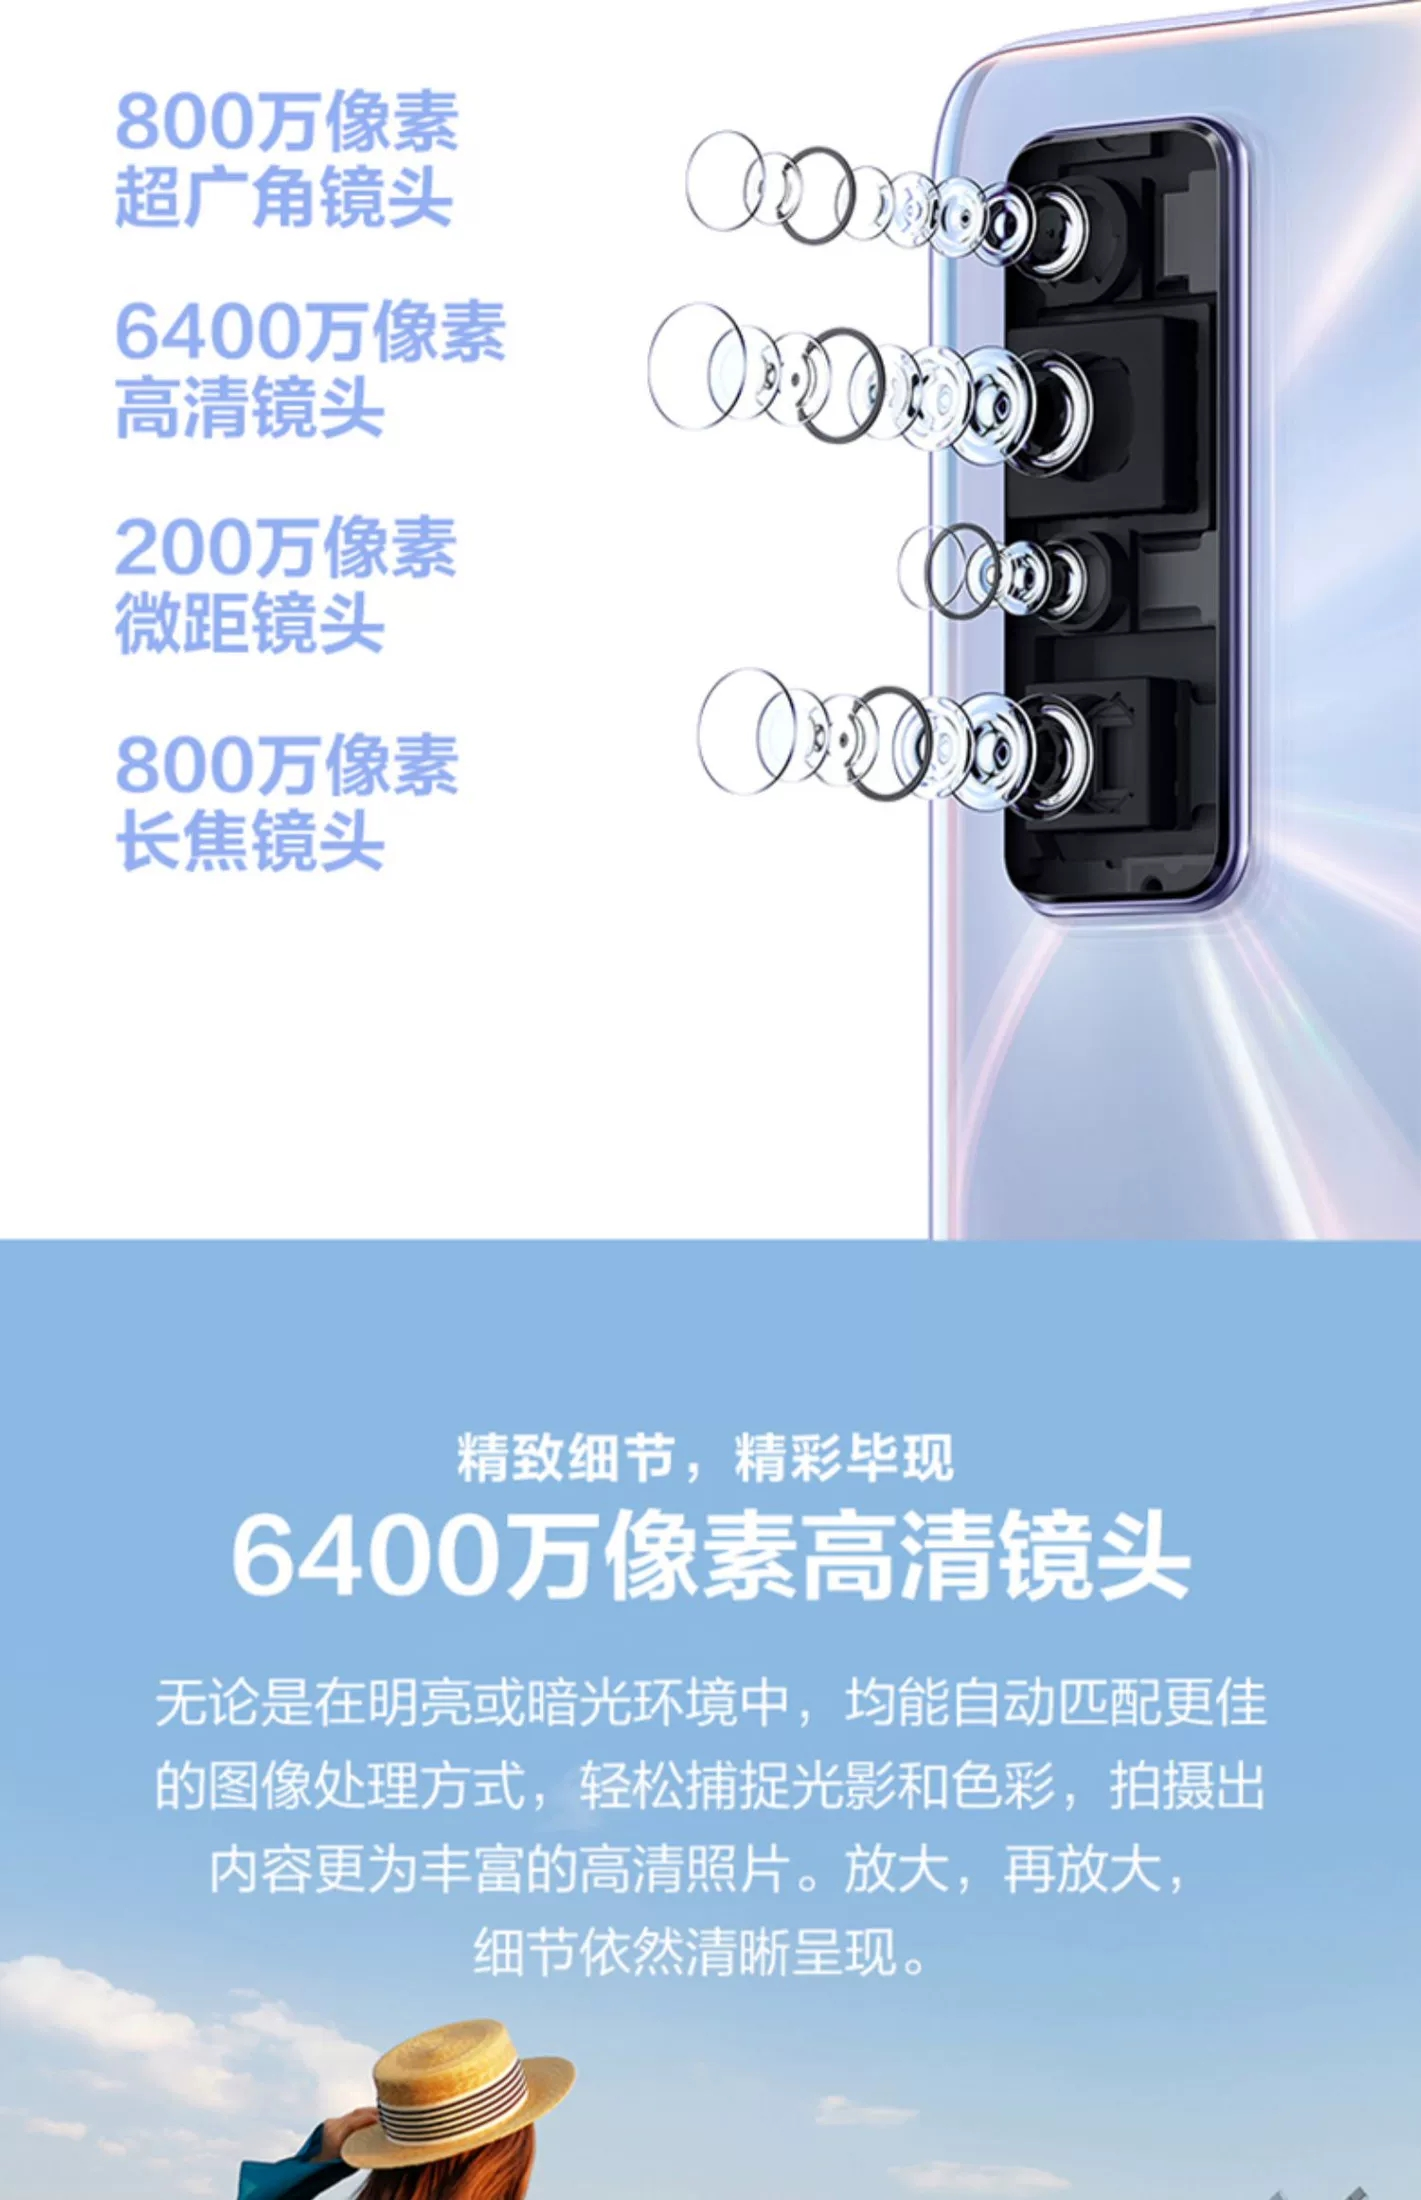 800万像素
超广角镜头
6400万像素
高清镜头
200万像素
微距镜头
800万像素
长焦镜头
精致细节，精彩毕现
6400万像素高清镜头
无论是在明亮或暗光环境中，均能自动匹配更佳
的图像处理方式，轻松捕捉光影和色彩，拍摄出
内容更为丰富的高清照片。放大，再放大，
细节依然清晰呈现。